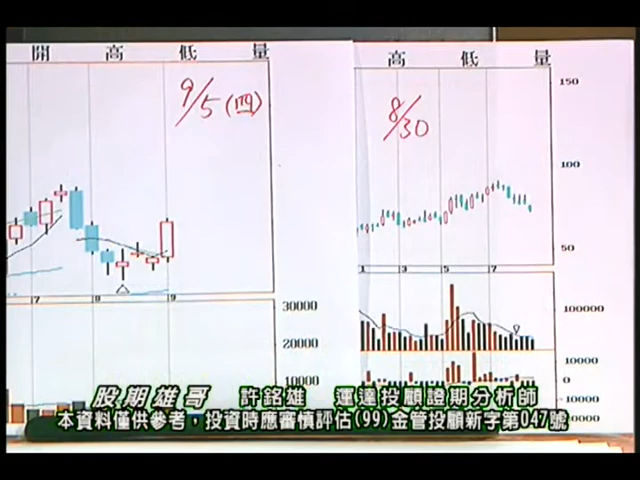 開 高 低 量
高 低 量
9/5(四)
8/30
150
100
50
7 8 9
1 3 5 7
30000
20000
10000
100000
10000
0
10000
20000
股期雄哥 許銘雄 運達投顧證期分析師
本資料僅供參考，投資時應審慎評估(99)金管投顧新字第047號